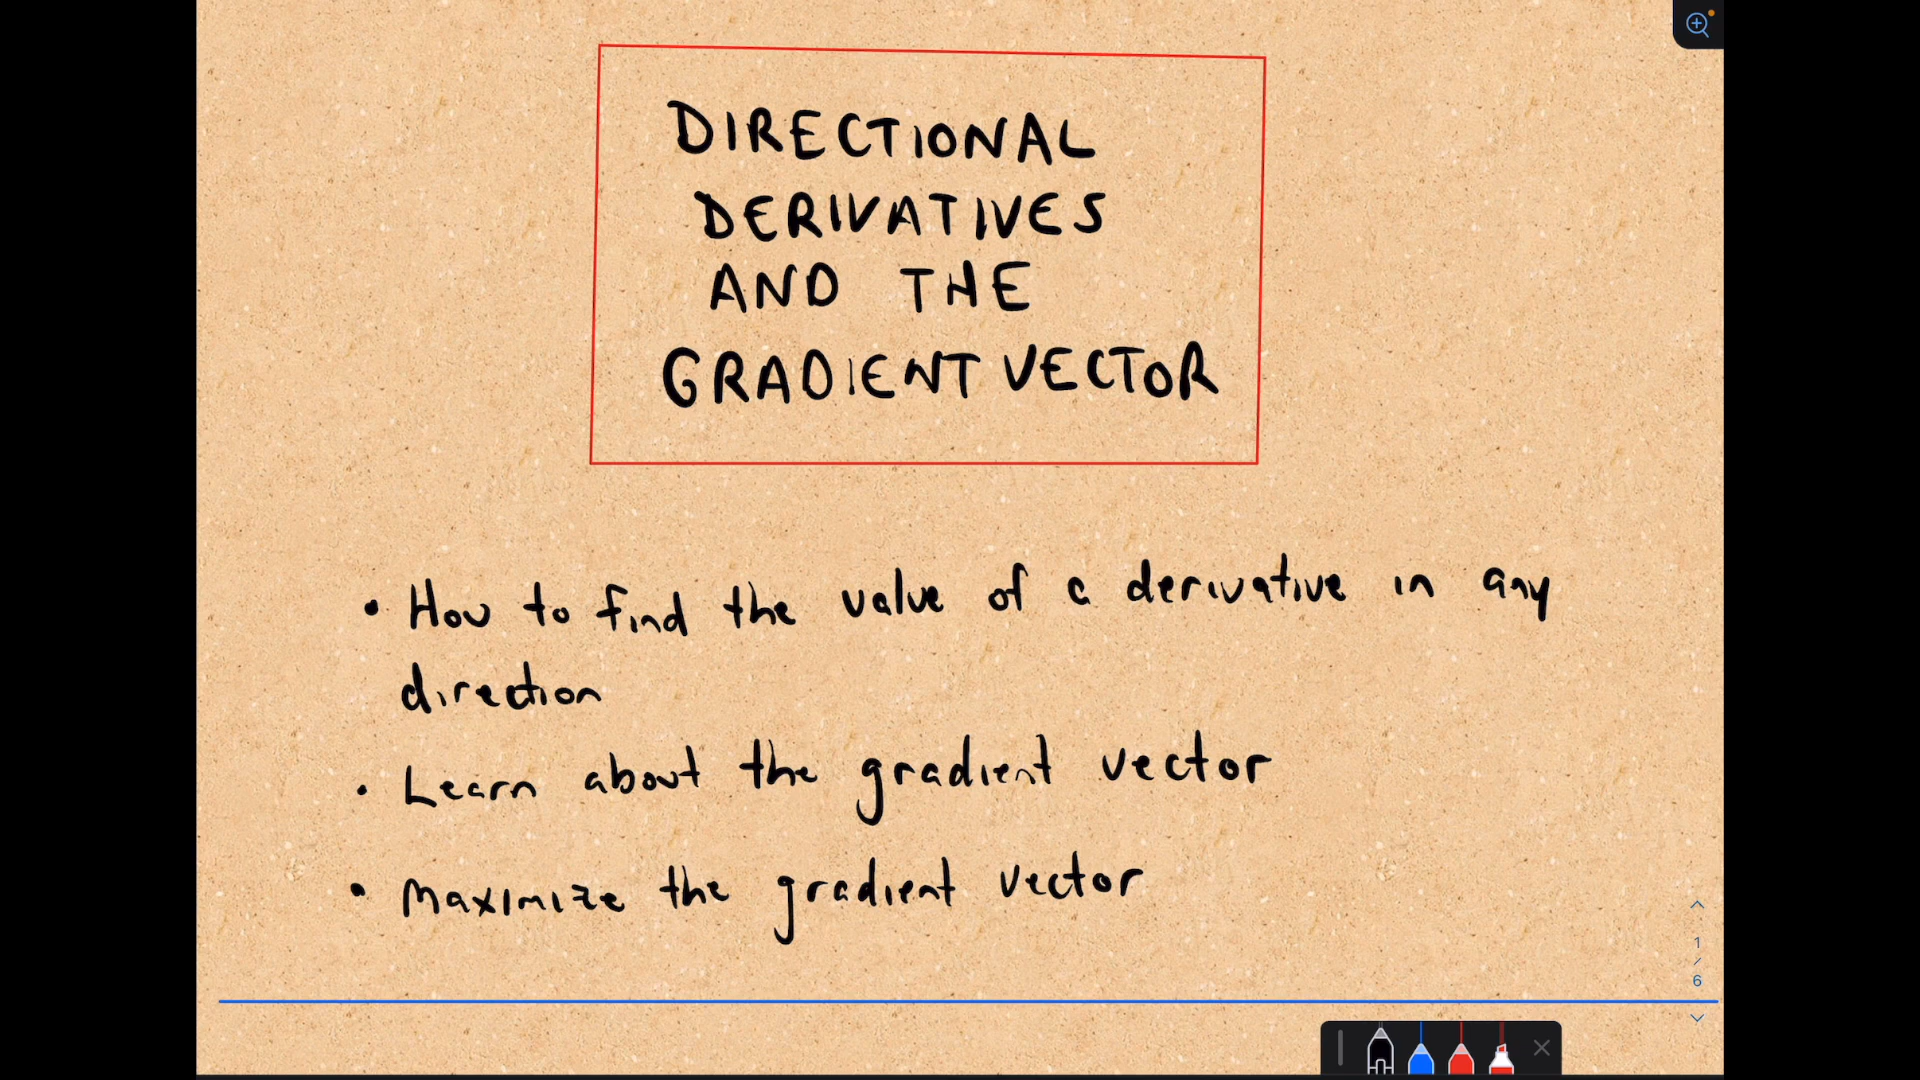 DIRECTIONAL
DERIVATIVES
AND THE
GRADIENT VECTOR
• How to find the value of a derivative in any
direction
• Learn about the gradient vector
• Maximize the gradient vector
1
/
6